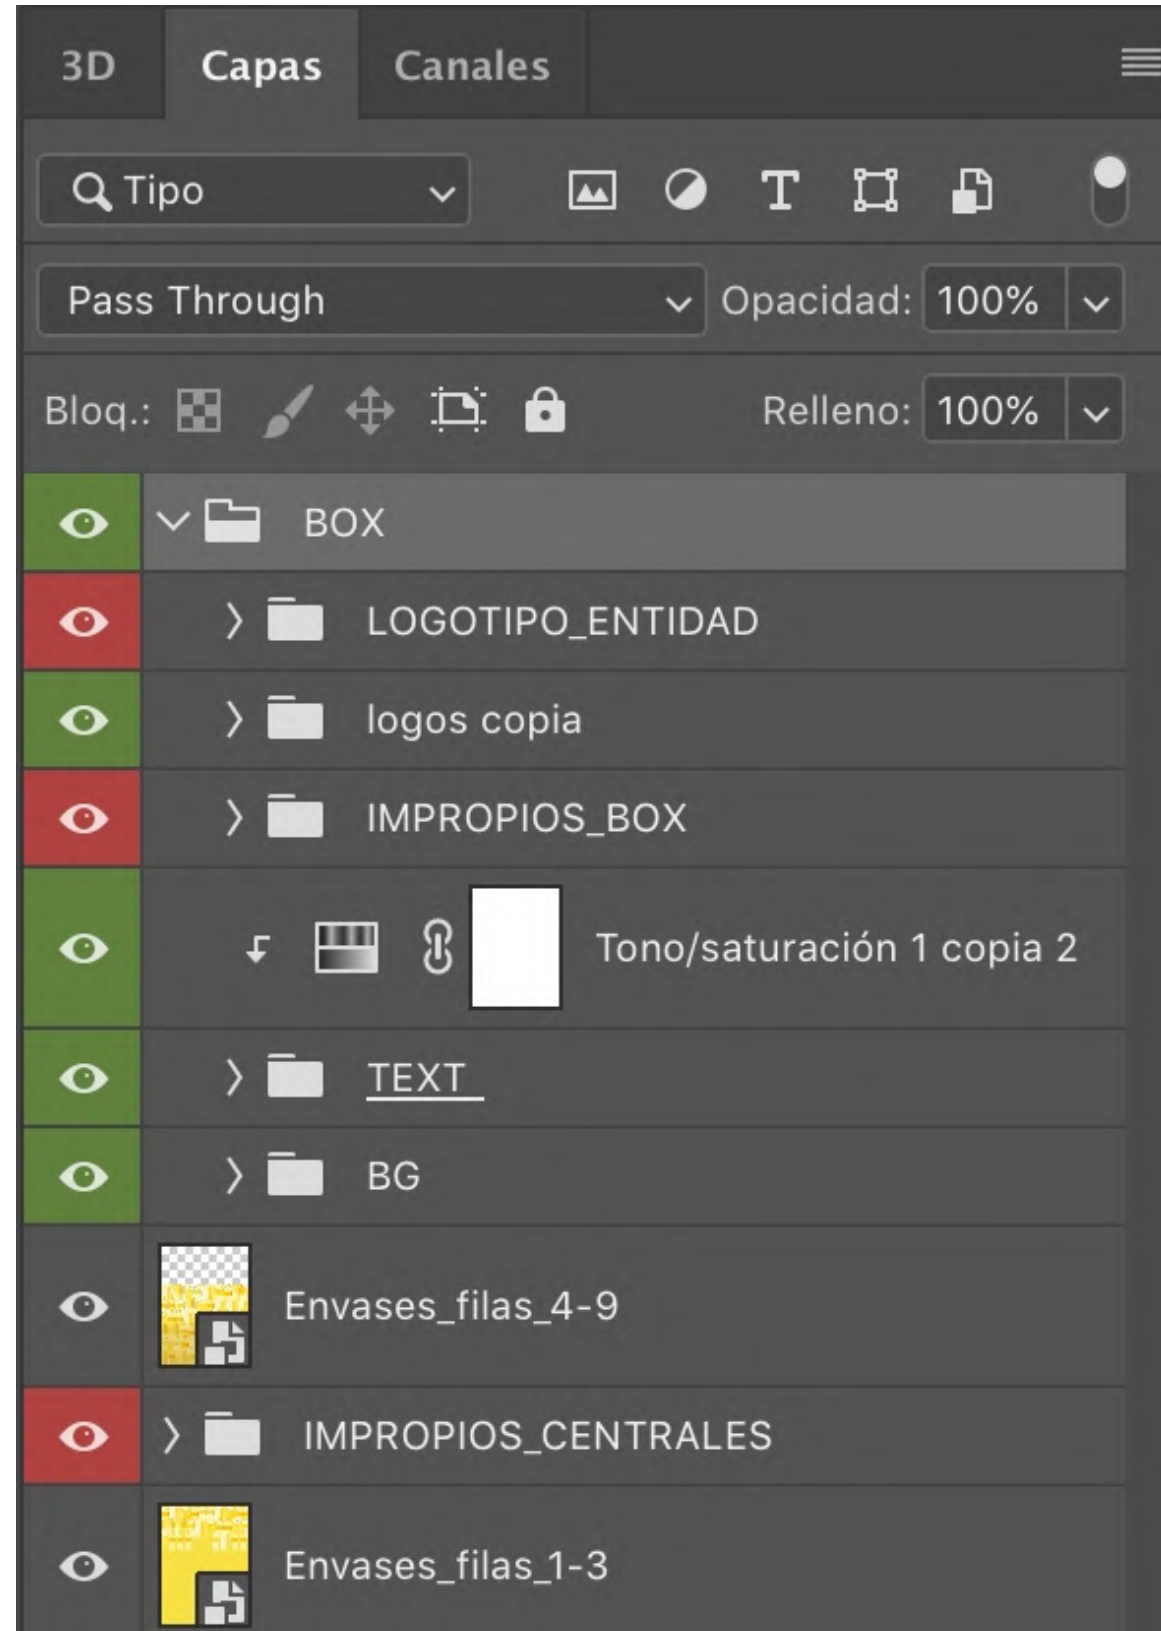 3D Capas Canales
Tipo
Pass Through Opacidad: 100%
Bloq.: Relleno: 100%
BOX
LOGOTIPO_ENTIDAD
logos copia
IMPROPIOS_BOX
Tono/saturación 1 copia 2
TEXT
BG
Envases_filas_4-9
IMPROPIOS_CENTRALES
Envases_filas_1-3